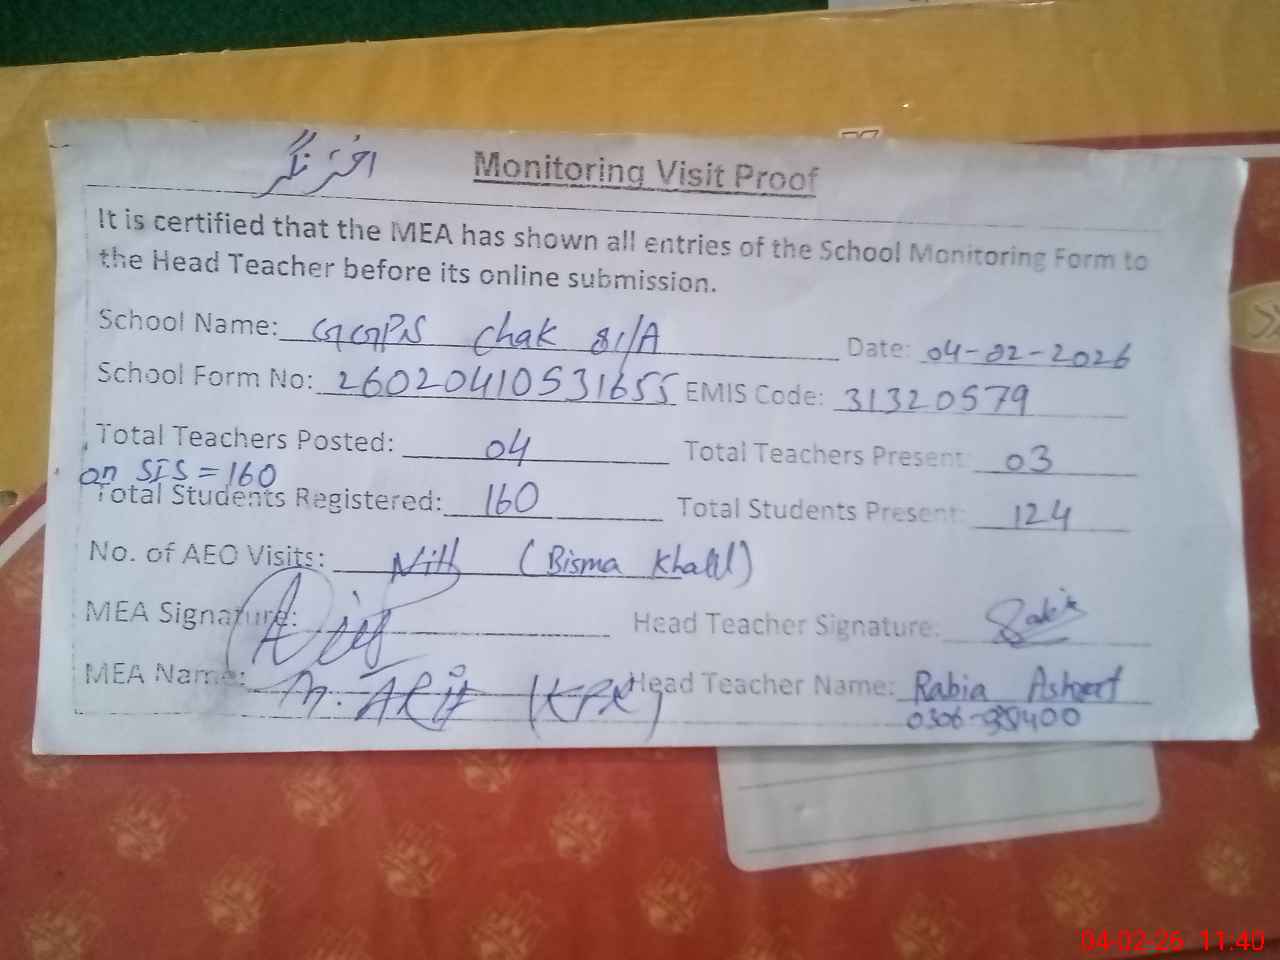 Monitoring Visit Proof
It is certified that the MEA has shown all entries of the School Monitoring Form to
the Head Teacher before its online submission.
School Name: GGPS Chak 81/A Date: 04-02-2026
School Form No: 26020410531655 EMIS Code: 31320579
Total Teachers Posted: 04 Total Teachers Present: 03
on SIS = 160
Total Students Registered: 160 Total Students Present: 124
No. of AEO Visits: Nill (Bisma Khalil)
MEA Signature: Head Teacher Signature: Rabia
MEA Name: M. ARIF (KPR) Head Teacher Name: Rabia Ashraf
04-02-26 11:40